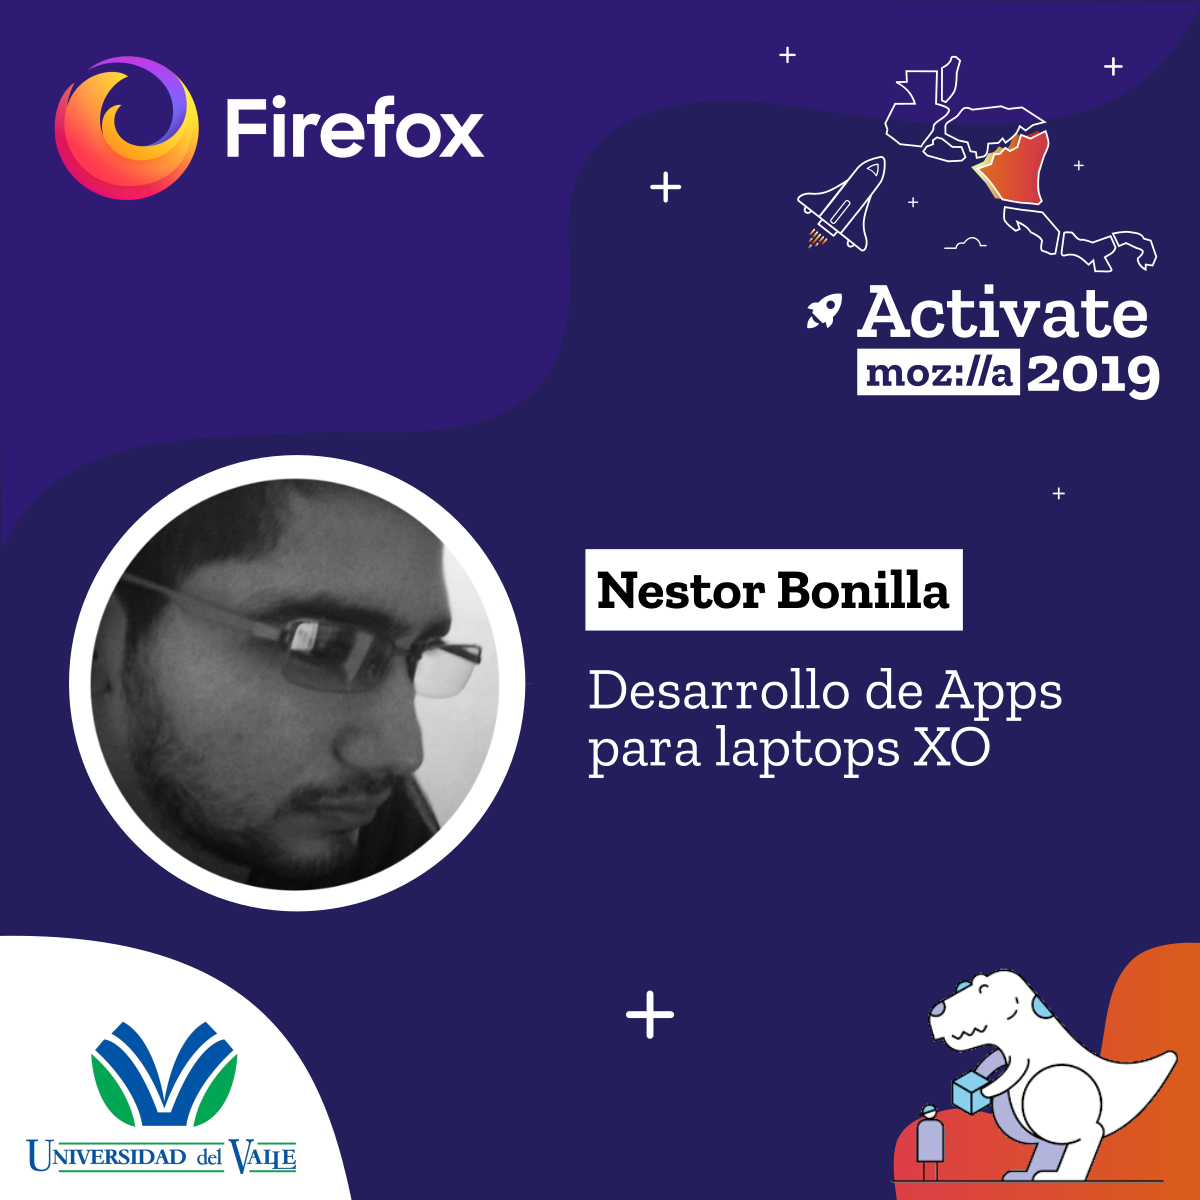 Firefox
Activate
moz://a 2019
Nestor Bonilla
Desarrollo de Apps
para laptops XO
UNIVERSIDAD del VALLE